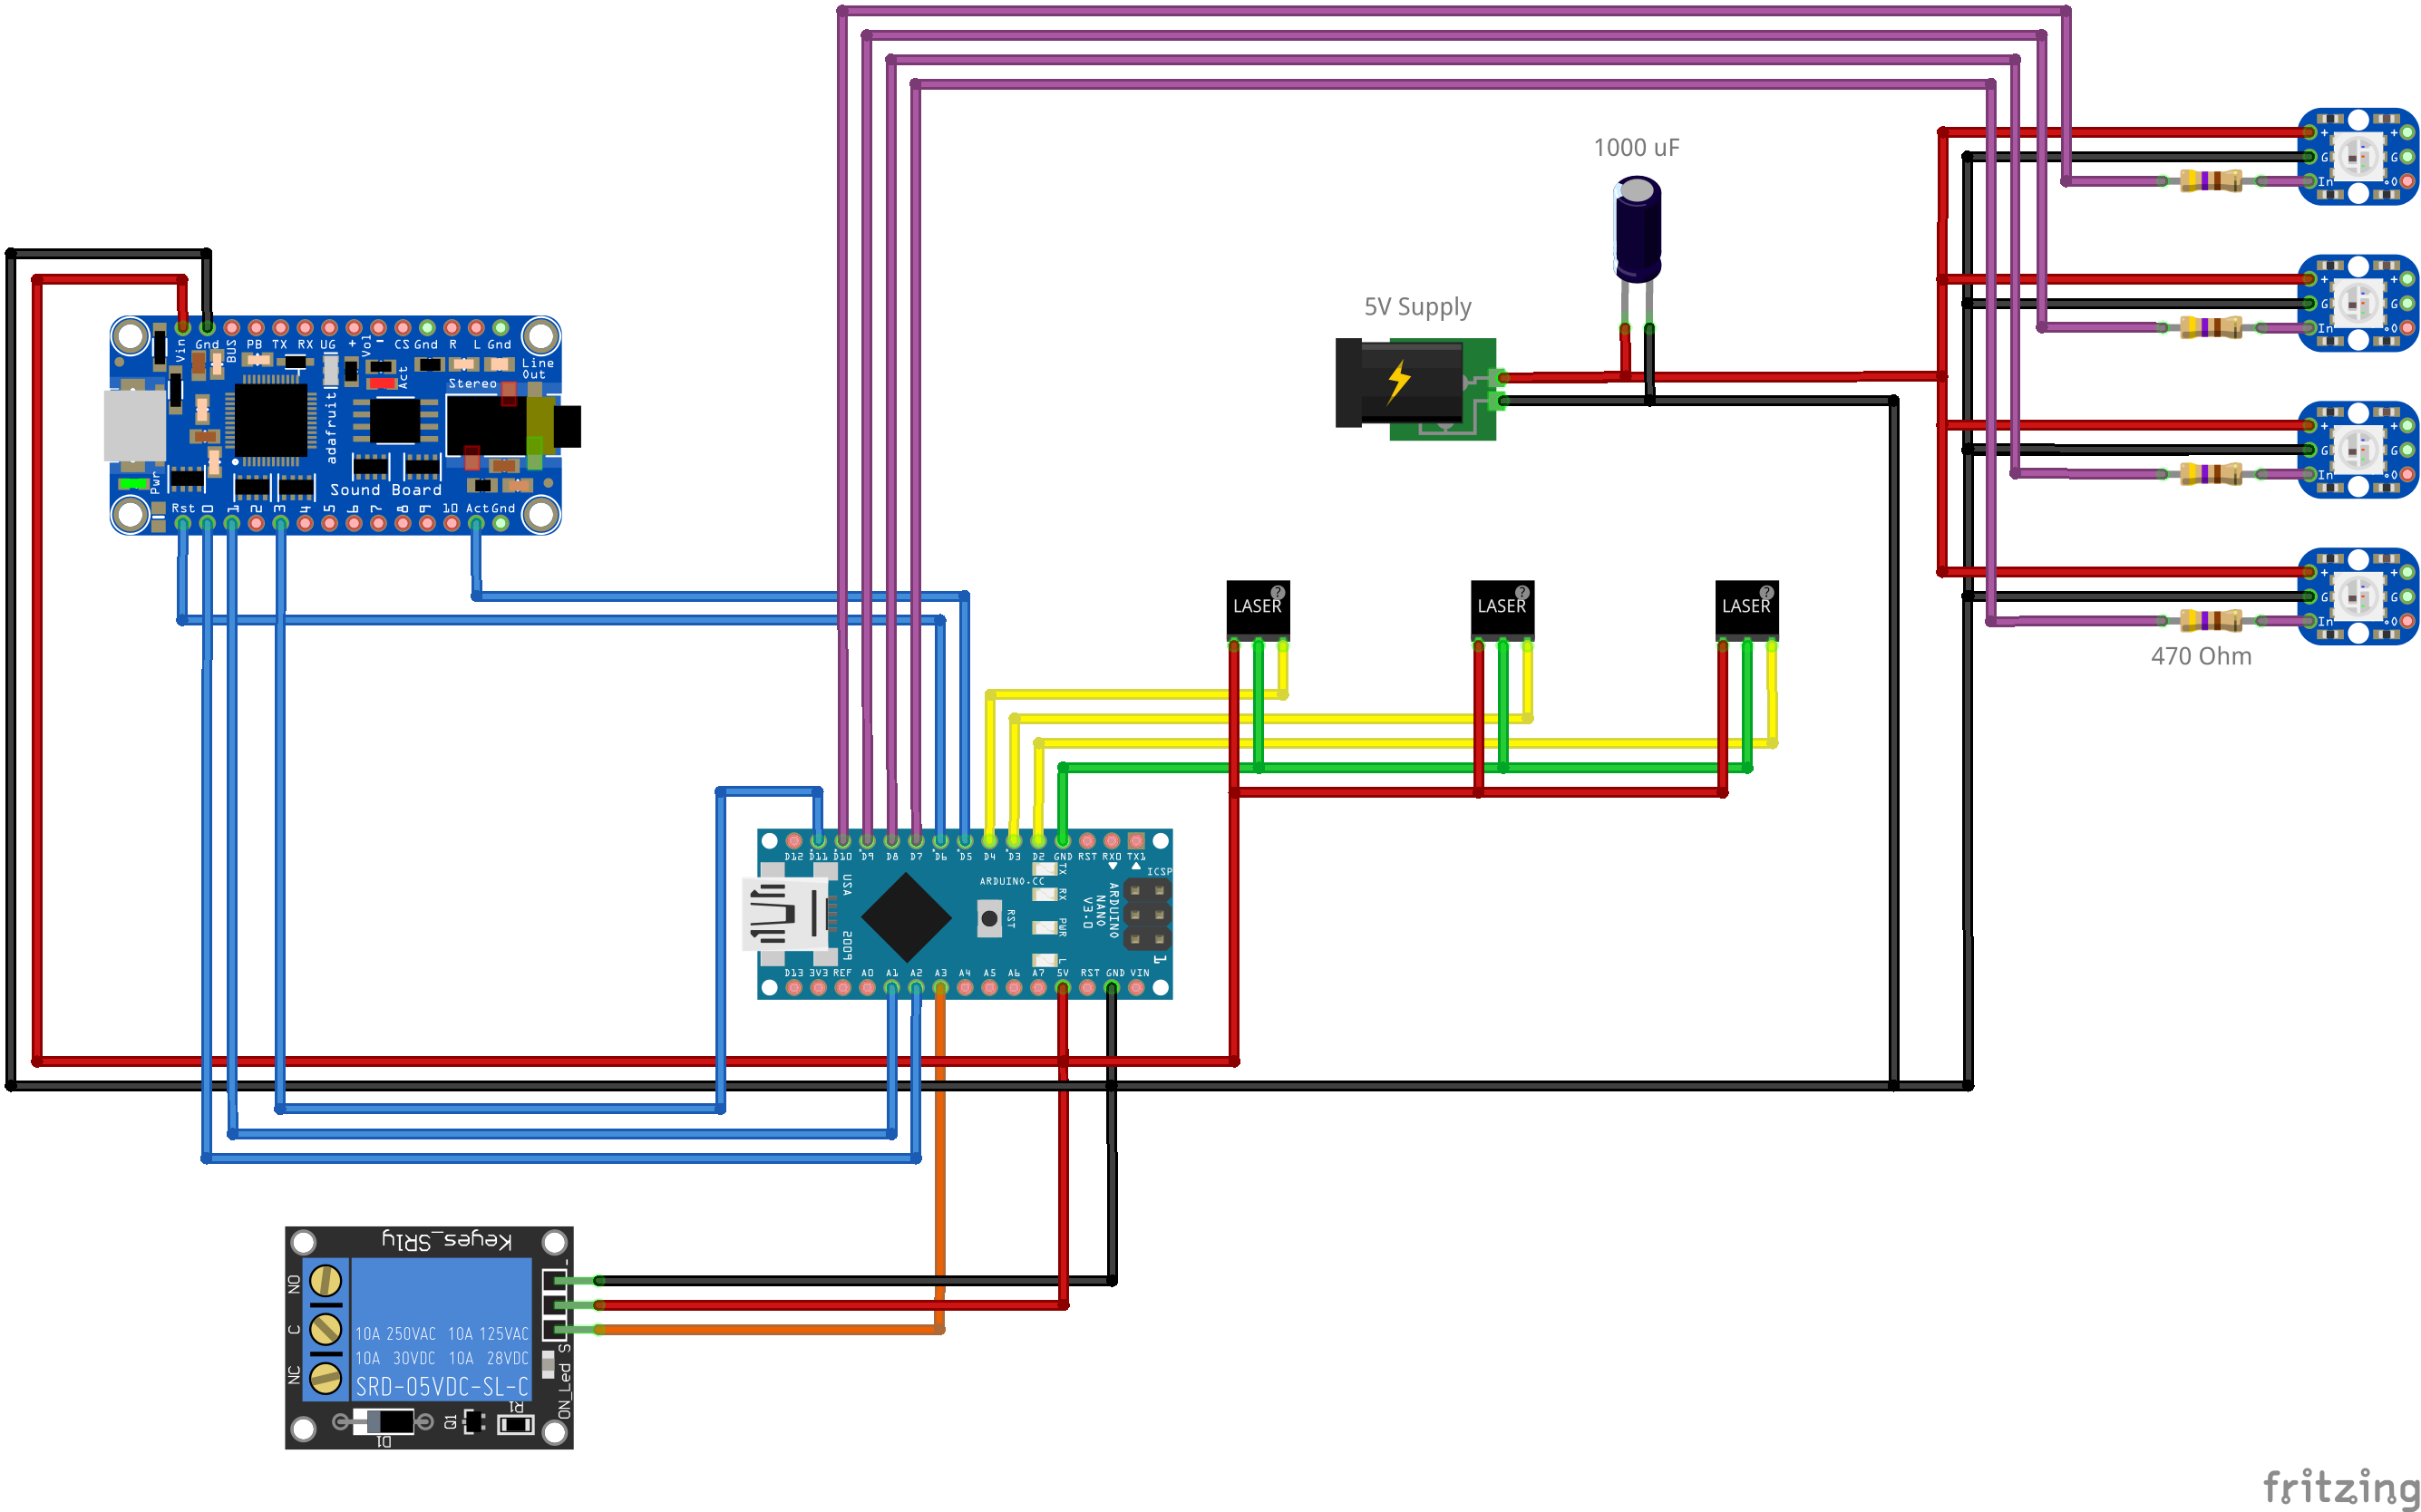 1000 uF
5V Supply
+ +
G G
In O
+ +
G G
In O
+ +
G G
In O
+ +
G G
In O
470 Ohm
Vin Gnd BUS PB TX RX UG + Vol - CS Gnd R L Gnd
Line
Out
Act
Stereo
adafruit
Pwr
Sound Board
Rst 0 1 2 3 4 5 6 7 8 9 10 Act Gnd
LASER ?
LASER ?
LASER ?
D12 D11 D10 D9 D8 D7 D6 D5 D4 D3 D2 GND RST RX0 TX1
ICSP
TX
RX
PWR
L
USA
2009
ARDUINO.CC
RST
ARDUINO
NANO
V3.0
1
D13 3V3 REF A0 A1 A2 A3 A4 A5 A6 A7 5V RST GND VIN
Keyes_SR1y
NO
C
NC
-
S
10A 250VAC 10A 125VAC
10A 30VDC 10A 28VDC
SRD-05VDC-SL-C
ON_Led
D1
Q1
R1
fritzing